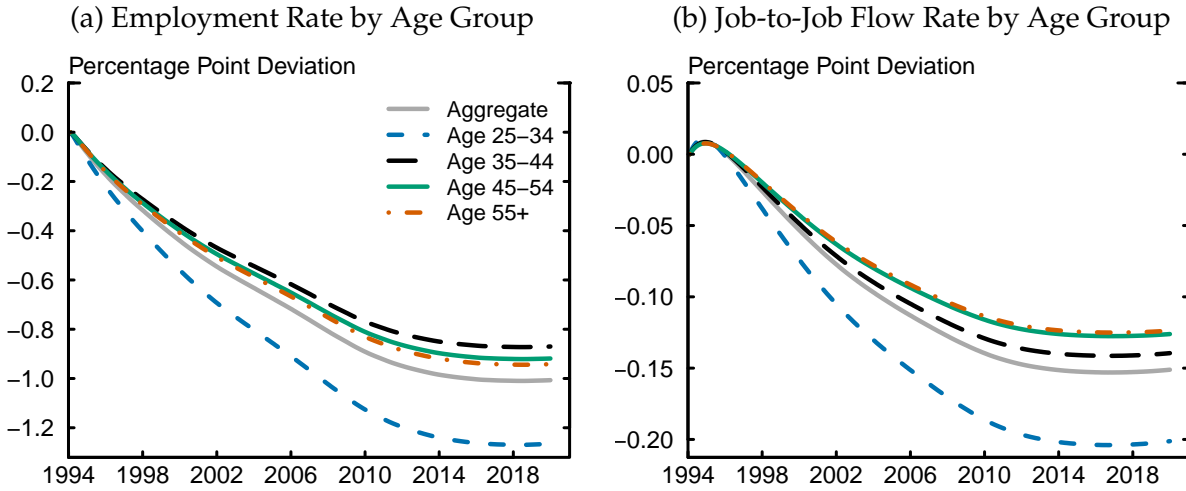 (a) Employment Rate by Age Group
Percentage Point Deviation
0.2
0.0
−0.2
−0.4
−0.6
−0.8
−1.0
−1.2
1994 1998 2002 2006 2010 2014 2018
Aggregate
Age 25−34
Age 35−44
Age 45−54
Age 55+
(b) Job-to-Job Flow Rate by Age Group
Percentage Point Deviation
0.05
0.00
−0.05
−0.10
−0.15
−0.20
1994 1998 2002 2006 2010 2014 2018